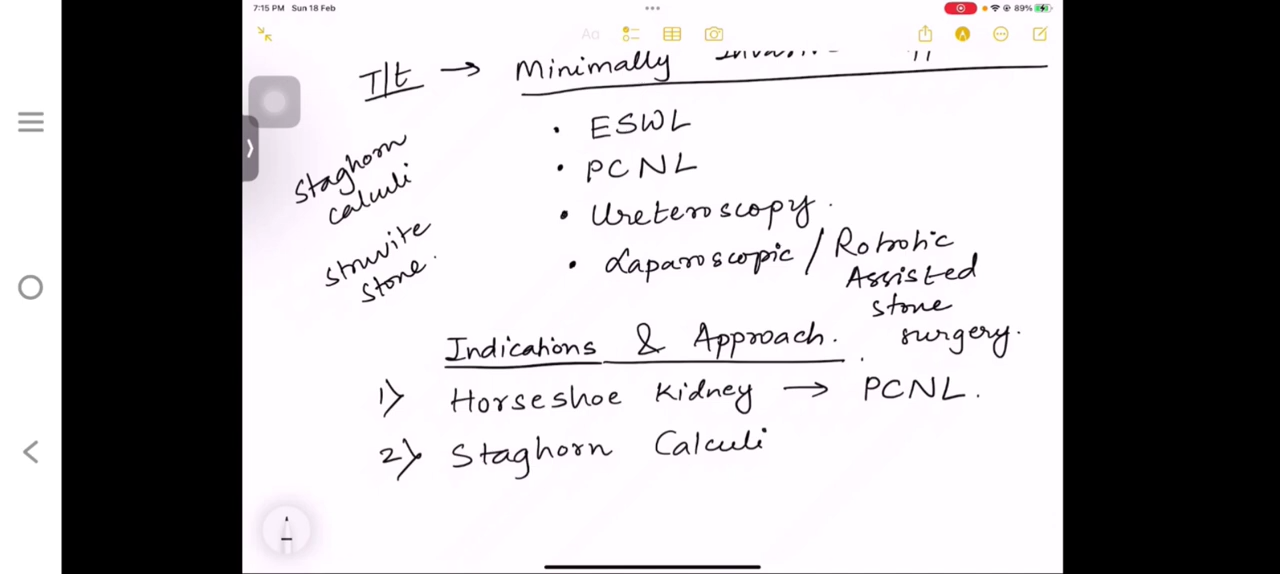 7:15 PM Sun 18 Feb
89%
Aa
T/t → Minimally
• ESWL
• PCNL
• Ureteroscopy.
• Laparoscopic / Robotic
Assisted
stone
surgery.
Staghorn
calculi
struvite
stone.
Indications & Approach.
1) Horseshoe Kidney → PCNL.
2) Staghorn Calculi